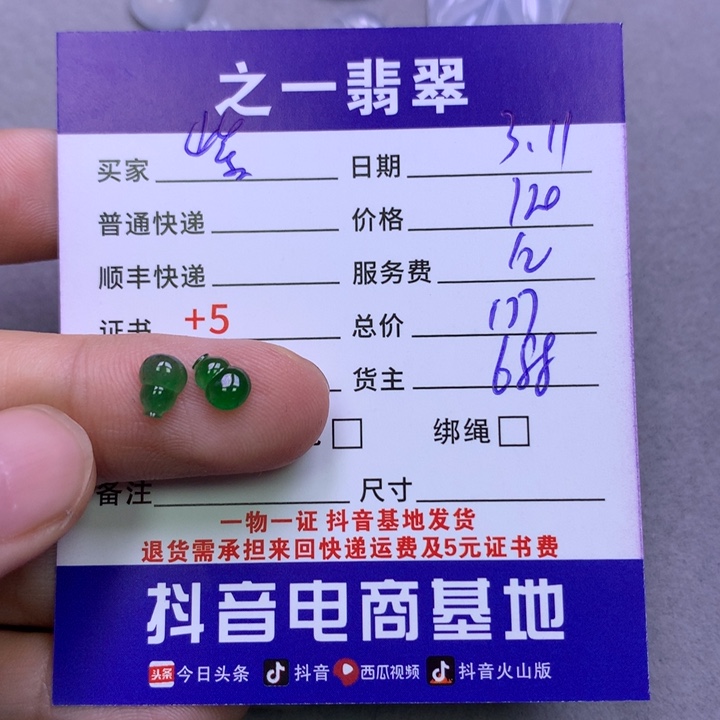 之一翡翠
买家 紫 日期 3.11
普通快递 价格 120
顺丰快递 服务费 12
证书 +5 总价 137
货主 688
绑绳
备注 尺寸
一物一证 抖音基地发货
退货需承担来回快递运费及5元证书费
抖音电商基地
头条 今日头条 抖音 西瓜视频 抖音火山版